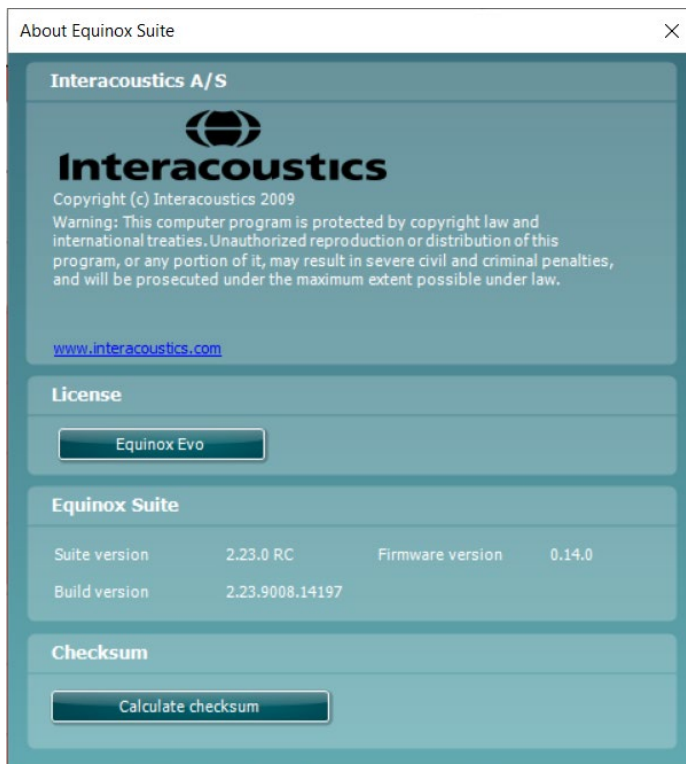 About Equinox Suite
Interacoustics A/S
Interacoustics
Copyright (c) Interacoustics 2009
Warning: This computer program is protected by copyright law and
international treaties. Unauthorized reproduction or distribution of this
program, or any portion of it, may result in severe civil and criminal penalties,
and will be prosecuted under the maximum extent possible under law.
www.interacoustics.com
License
Equinox Evo
Equinox Suite
Suite version 2.23.0 RC Firmware version 0.14.0
Build version 2.23.9008.14197
Checksum
Calculate checksum